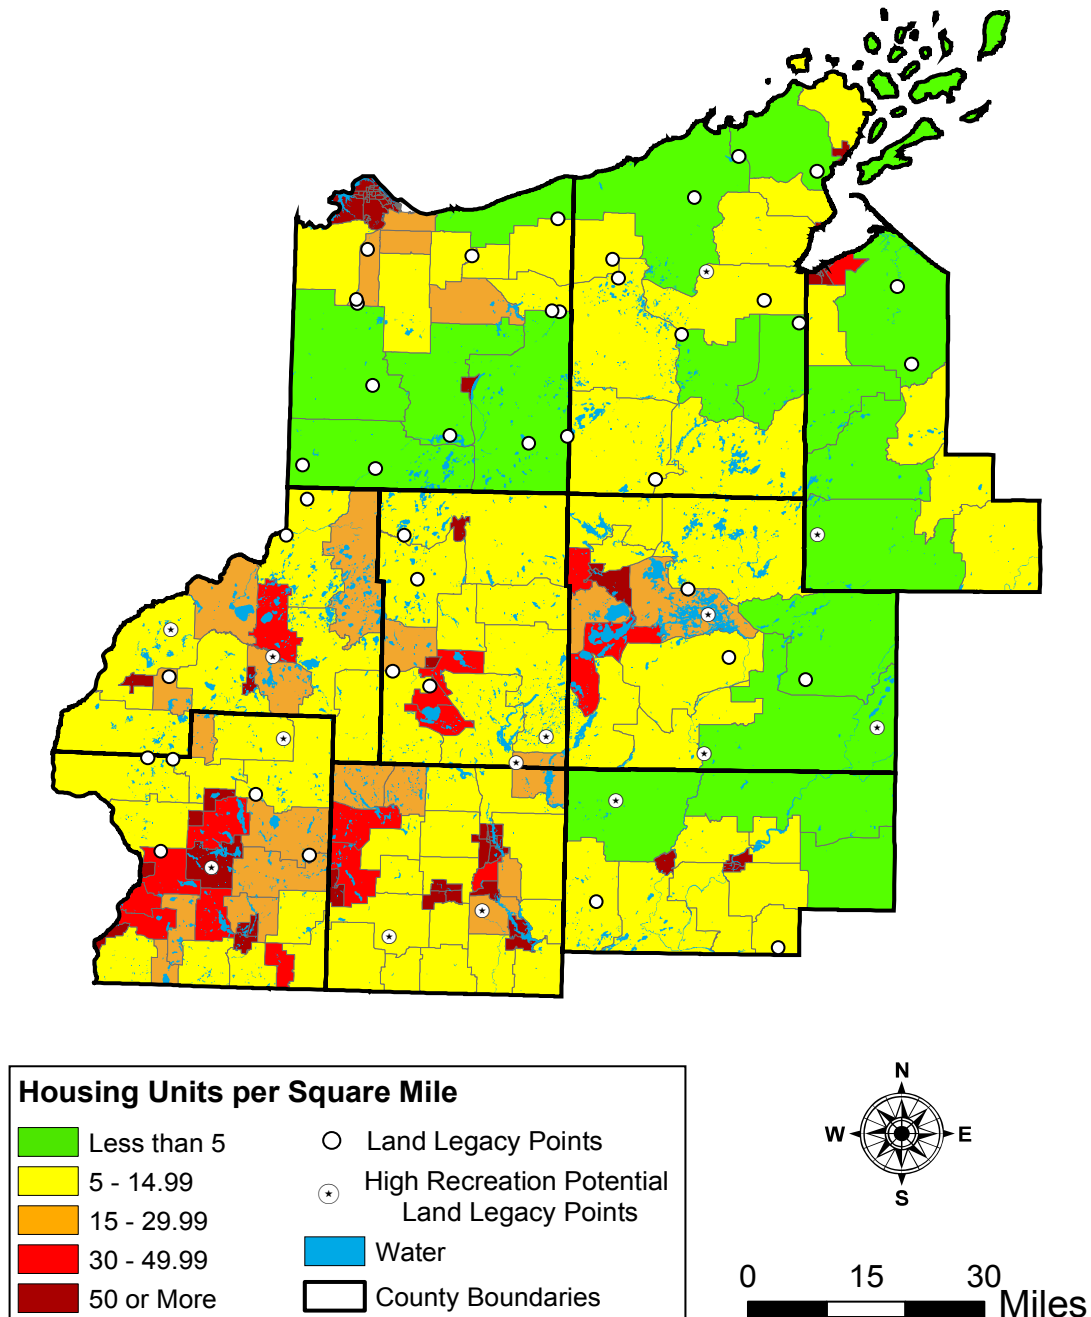 Housing Units per Square Mile
Less than 5
5 - 14.99
15 - 29.99
30 - 49.99
50 or More
Land Legacy Points
High Recreation Potential
Land Legacy Points
Water
County Boundaries
N
W E
S
0 15 30
Miles